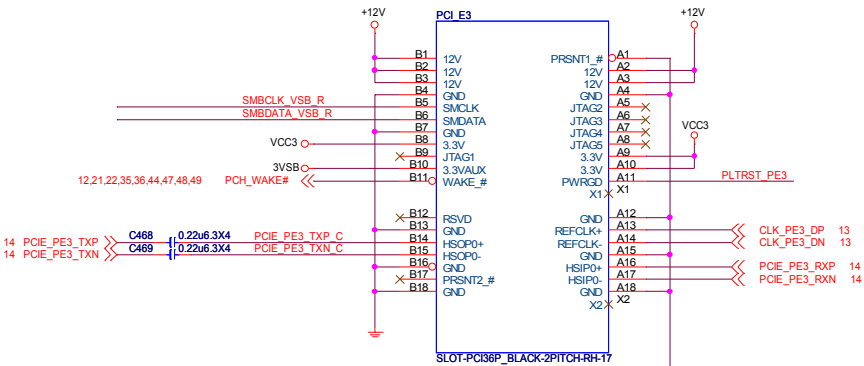 PCI_E3
+12V
+12V
B1 12V PRSNT1_# A1
B2 12V 12V A2
B3 12V 12V A3
B4 GND GND A4
SMBCLK_VSB_R B5 SMCLK JTAG2 A5
SMBDATA_VSB_R B6 SMDATA JTAG3 A6
B7 GND JTAG4 A7
VCC3 B8 3.3V JTAG5 A8 VCC3
B9 JTAG1 3.3V A9
3VSB B10 3.3VAUX 3.3V A10
12,21,22,35,36,44,47,48,49 PCH_WAKE# B11 WAKE_# PWRGD A11 PLTRST_PE3
X1 X1
B12 RSVD GND A12
B13 GND REFCLK+ A13 CLK_PE3_DP 13
14 PCIE_PE3_TXP C468 0.22u6.3X4 PCIE_PE3_TXP_C B14 HSOP0+ REFCLK- A14 CLK_PE3_DN 13
14 PCIE_PE3_TXN C469 0.22u6.3X4 PCIE_PE3_TXN_C B15 HSOP0- GND A15
B16 GND HSIP0+ A16 PCIE_PE3_RXP 14
B17 PRSNT2_# HSIP0- A17 PCIE_PE3_RXN 14
B18 GND GND A18
X2 X2
SLOT-PCI36P_BLACK-2PITCH-RH-17